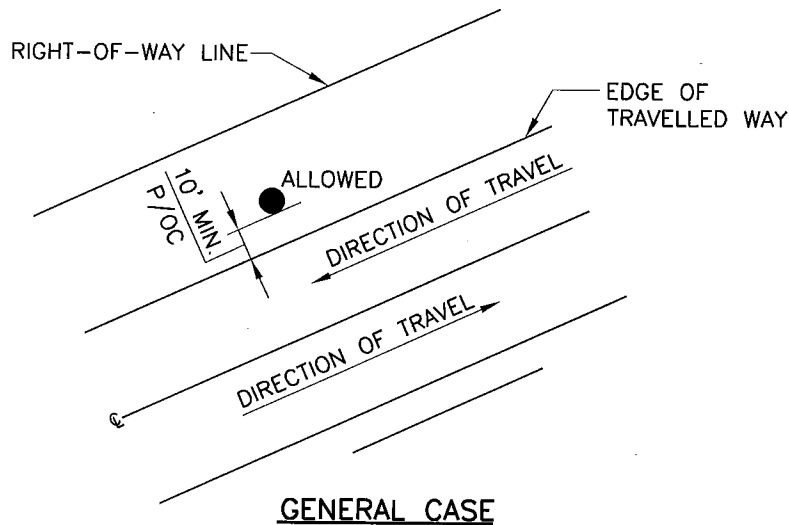 RIGHT-OF-WAY LINE
EDGE OF
TRAVELLED WAY
ALLOWED
10' MIN.
P/OC
DIRECTION OF TRAVEL
DIRECTION OF TRAVEL
℄
GENERAL CASE